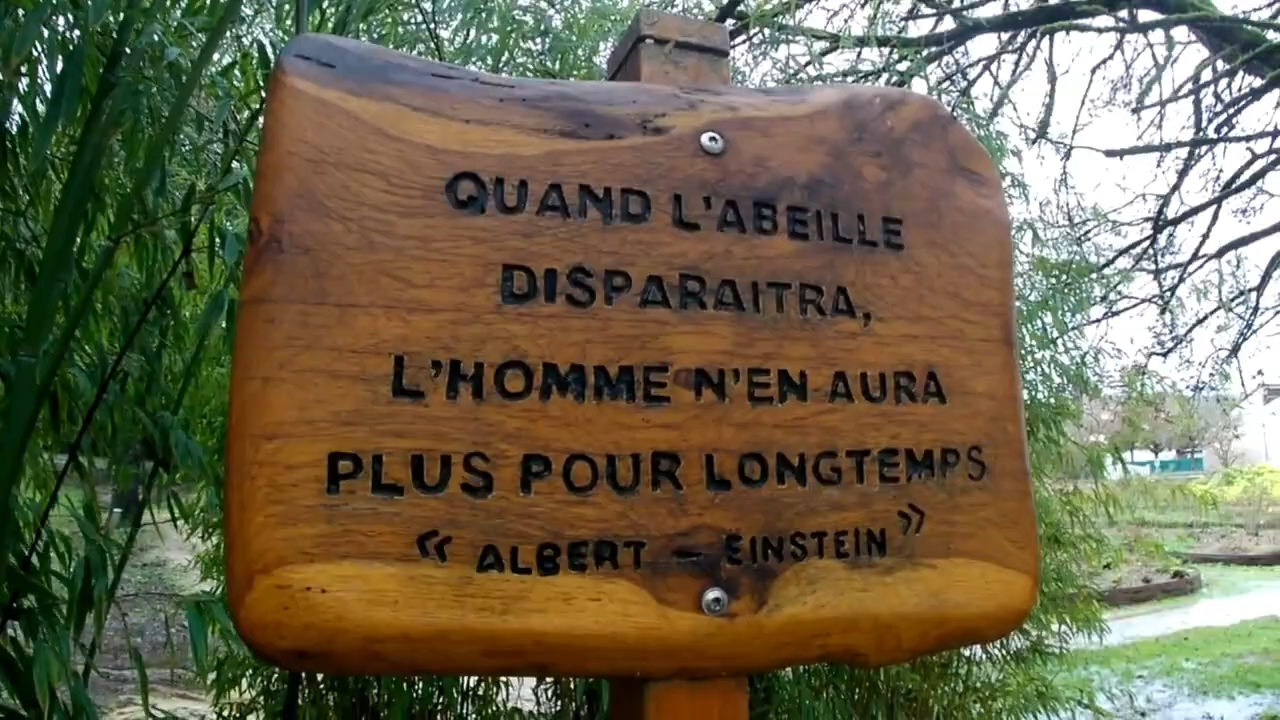 QUAND L'ABEILLE
DISPARAITRA,
L'HOMME N'EN AURA
PLUS POUR LONGTEMPS
« ALBERT - EINSTEIN »